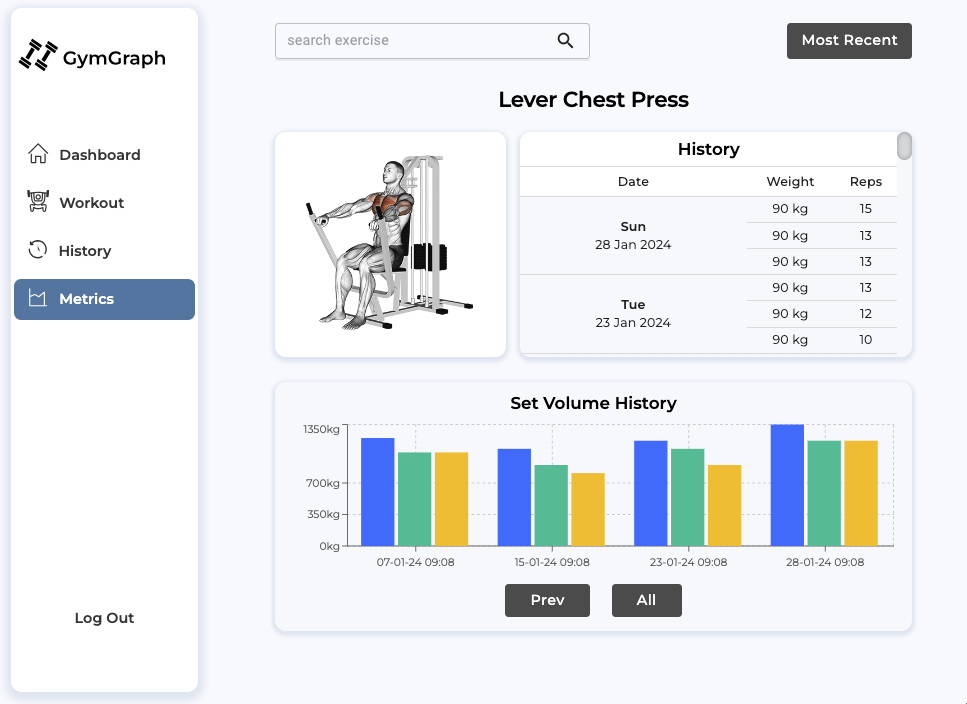 GymGraph
Dashboard
Workout
History
Metrics
Log Out
search exercise
Most Recent
Lever Chest Press
History
Date Weight Reps
Sun
28 Jan 2024
90 kg 15
90 kg 13
90 kg 13
Tue
23 Jan 2024
90 kg 13
90 kg 12
90 kg 10
Set Volume History
1350kg
700kg
350kg
0kg
07-01-24 09:08 15-01-24 09:08 23-01-24 09:08 28-01-24 09:08
Prev All